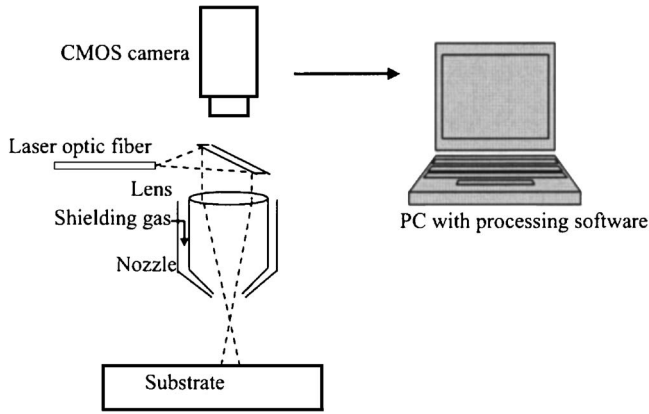 CMOS camera
Laser optic fiber
Lens
Shielding gas
PC with processing software
Nozzle
Substrate